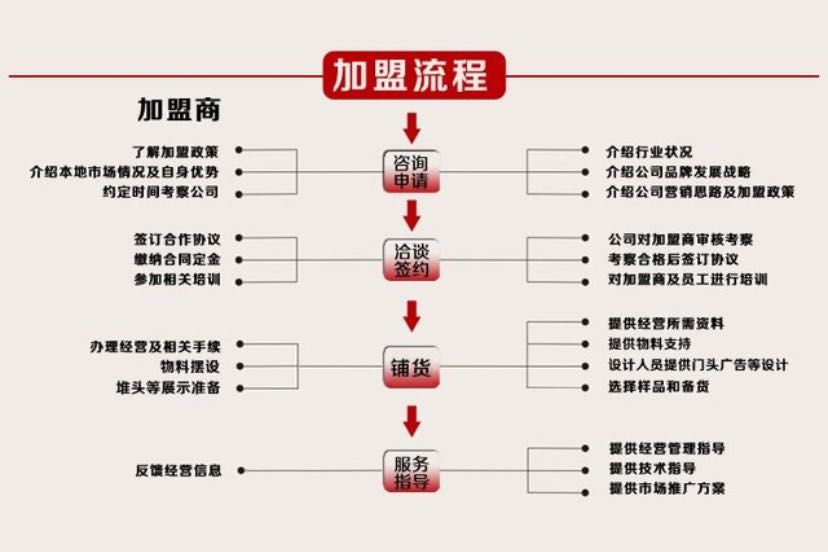 加盟流程
加盟商
了解加盟政策
介绍本地市场情况及自身优势
约定时间考察公司
咨询
申请
介绍行业状况
介绍公司品牌发展战略
介绍公司营销思路及加盟政策
签订合作协议
缴纳合同定金
参加相关培训
洽谈
签约
公司对加盟商审核考察
考察合格后签订协议
对加盟商及员工进行培训
办理经营及相关手续
物料摆设
堆头等展示准备
铺货
提供经营所需资料
提供物料支持
设计人员提供门头广告等设计
选择样品和备货
反馈经营信息
服务
指导
提供经营管理指导
提供技术指导
提供市场推广方案